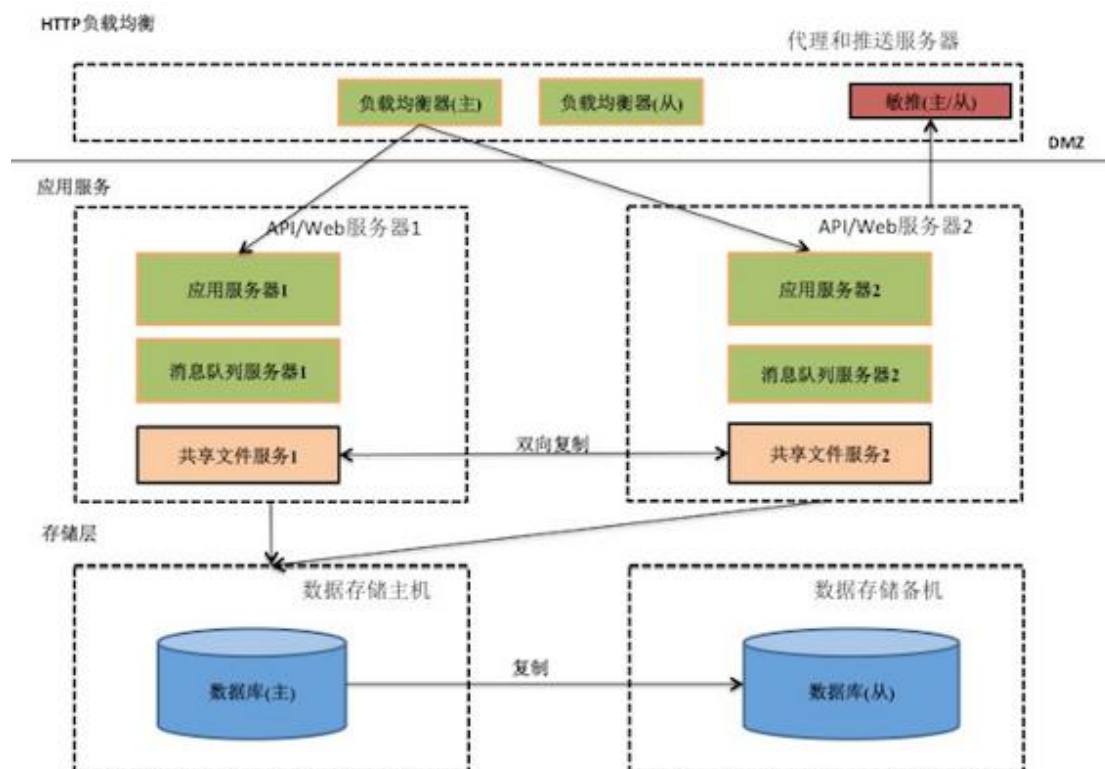 HTTP负载均衡
代理和推送服务器
负载均衡器(主)
负载均衡器(从)
敏推(主/从)
DMZ
应用服务
API/Web服务器1
API/Web服务器2
应用服务器1
应用服务器2
消息队列服务器1
消息队列服务器2
双向复制
共享文件服务1
共享文件服务2
存储层
数据存储主机
数据存储备机
复制
数据库(主)
数据库(从)